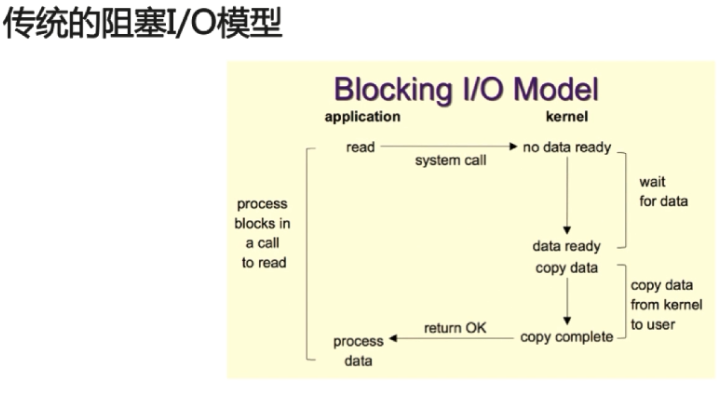 传统的阻塞I/O模型
Blocking I/O Model
application
kernel
read
system call
no data ready
wait
for data
process
blocks in
a call
to read
data ready
copy data
copy data
from kernel
to user
return OK
copy complete
process
data